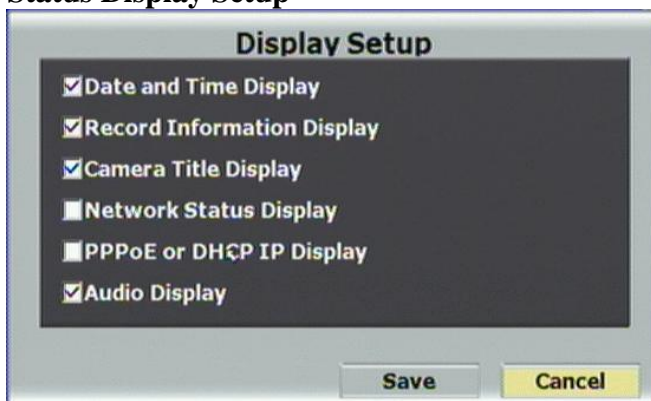 Status Display Setup
Display Setup
Date and Time Display
Record Information Display
Camera Title Display
Network Status Display
PPPoE or DHCP IP Display
Audio Display
Save Cancel